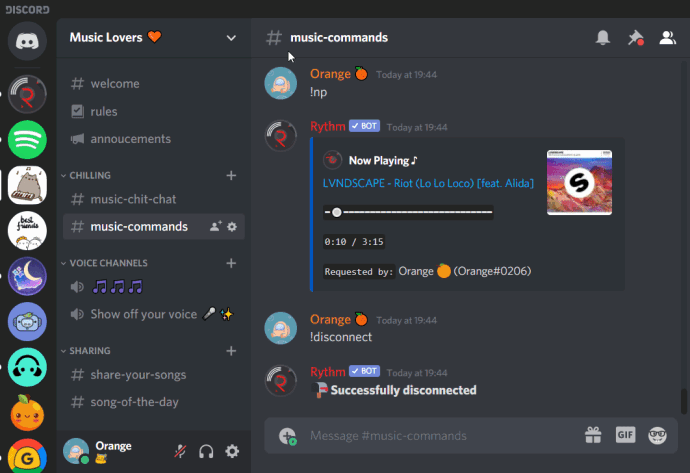 DISCORD
Music Lovers
welcome
rules
annoucements
CHILLING
music-chit-chat
music-commands
VOICE CHANNELS
Show off your voice
SHARING
share-your-songs
song-of-the-day
Orange
best
friends
music-commands
Orange Today at 19:44
!np
Rythm BOT Today at 19:44
Now Playing
LVNDSCAPE - Riot (Lo Lo Loco) [feat. Alida]
0:10 / 3:15
Requested by: Orange (Orange#0206)
Orange Today at 19:44
!disconnect
Rythm BOT Today at 19:44
Successfully disconnected
Message #music-commands
GIF